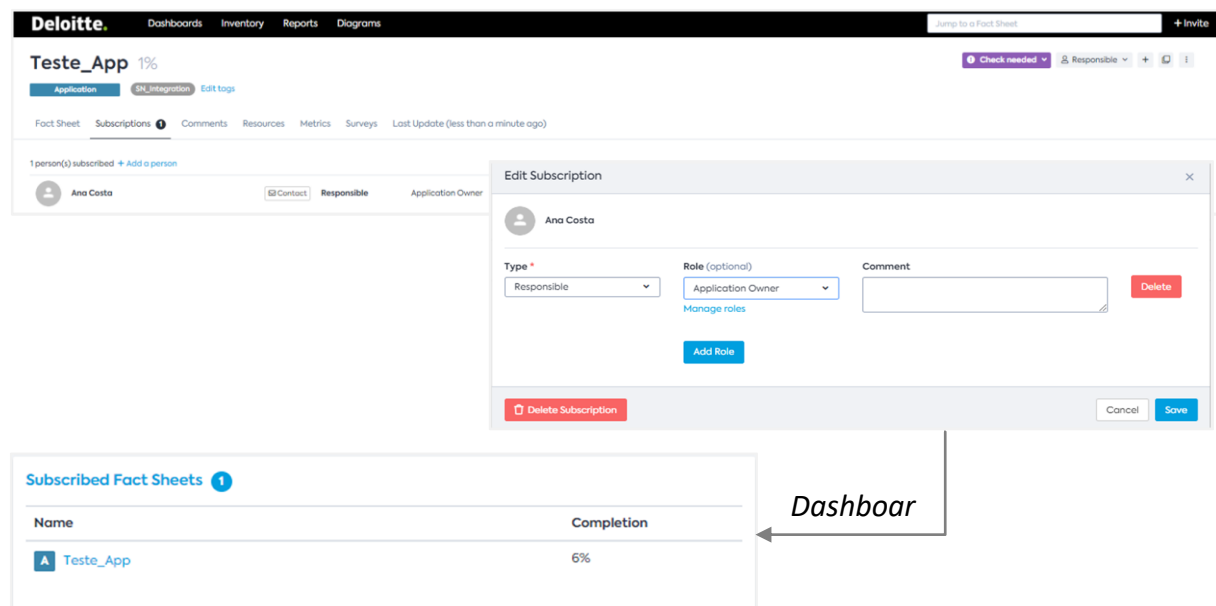 Deloitte. Dashboards Inventory Reports Diagrams Jump to a Fact Sheet + Invite
Teste_App 1% Check needed Responsible +
Application SN_Integration Edit tags
Fact Sheet Subscriptions 1 Comments Resources Metrics Surveys Last Update (less than a minute ago)
1 person(s) subscribed + Add a person
Ana Costa Contact Responsible Application Owner
Edit Subscription ×
Ana Costa
Type * Role (optional) Comment
Responsible Application Owner Delete
Manage roles
Add Role
Delete Subscription Cancel Save
Dashboar
Subscribed Fact Sheets 1
Name Completion
A Teste_App 6%